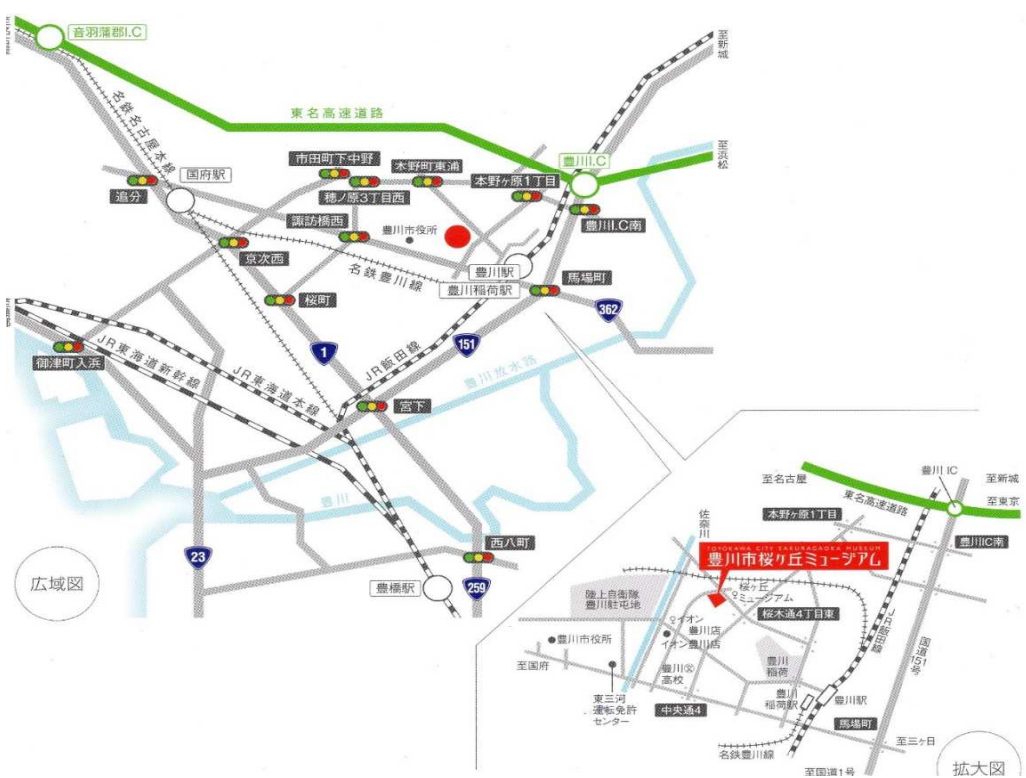 音羽蒲郡I.C
至新城
東名高速道路
名鉄名古屋本線
至浜松
市田町下中野
木野町東浦
豊川I.C
国府駅
本野ヶ原1丁目
追分
穂ノ原3丁目西
諏訪橋西
豊川市役所
豊川I.C南
京次西
名鉄豊川線
豊川駅
豊川稲荷駅
馬場町
桜町
362
1
151
JR飯田線
御津町入浜
JR東海道新幹線
JR東海道本線
豊川放水路
宮下
豊川
西八町
23
豊橋駅
259
広域図
豊川IC
至名古屋
至新城
東名高速道路
至東京
佐奈川
本野ヶ原1丁目
豊川IC南
TOYOKAWA CITY SAKURAGAOKA MUSEUM
豊川市桜ヶ丘ミュージアム
陸上自衛隊
豊川駐屯地
桜ヶ丘
ミュージアム
桜木通4丁目東
イオン
豊川店
イオン豊川店
豊川市役所
JR飯田線
国道151号
至国府
豊川
高校
豊川
稲荷
東三河
運転免許
センター
中央通4
豊川
稲荷駅
豊川駅
馬場町
名鉄豊川線
至三ヶ日
至国道1号
拡大図